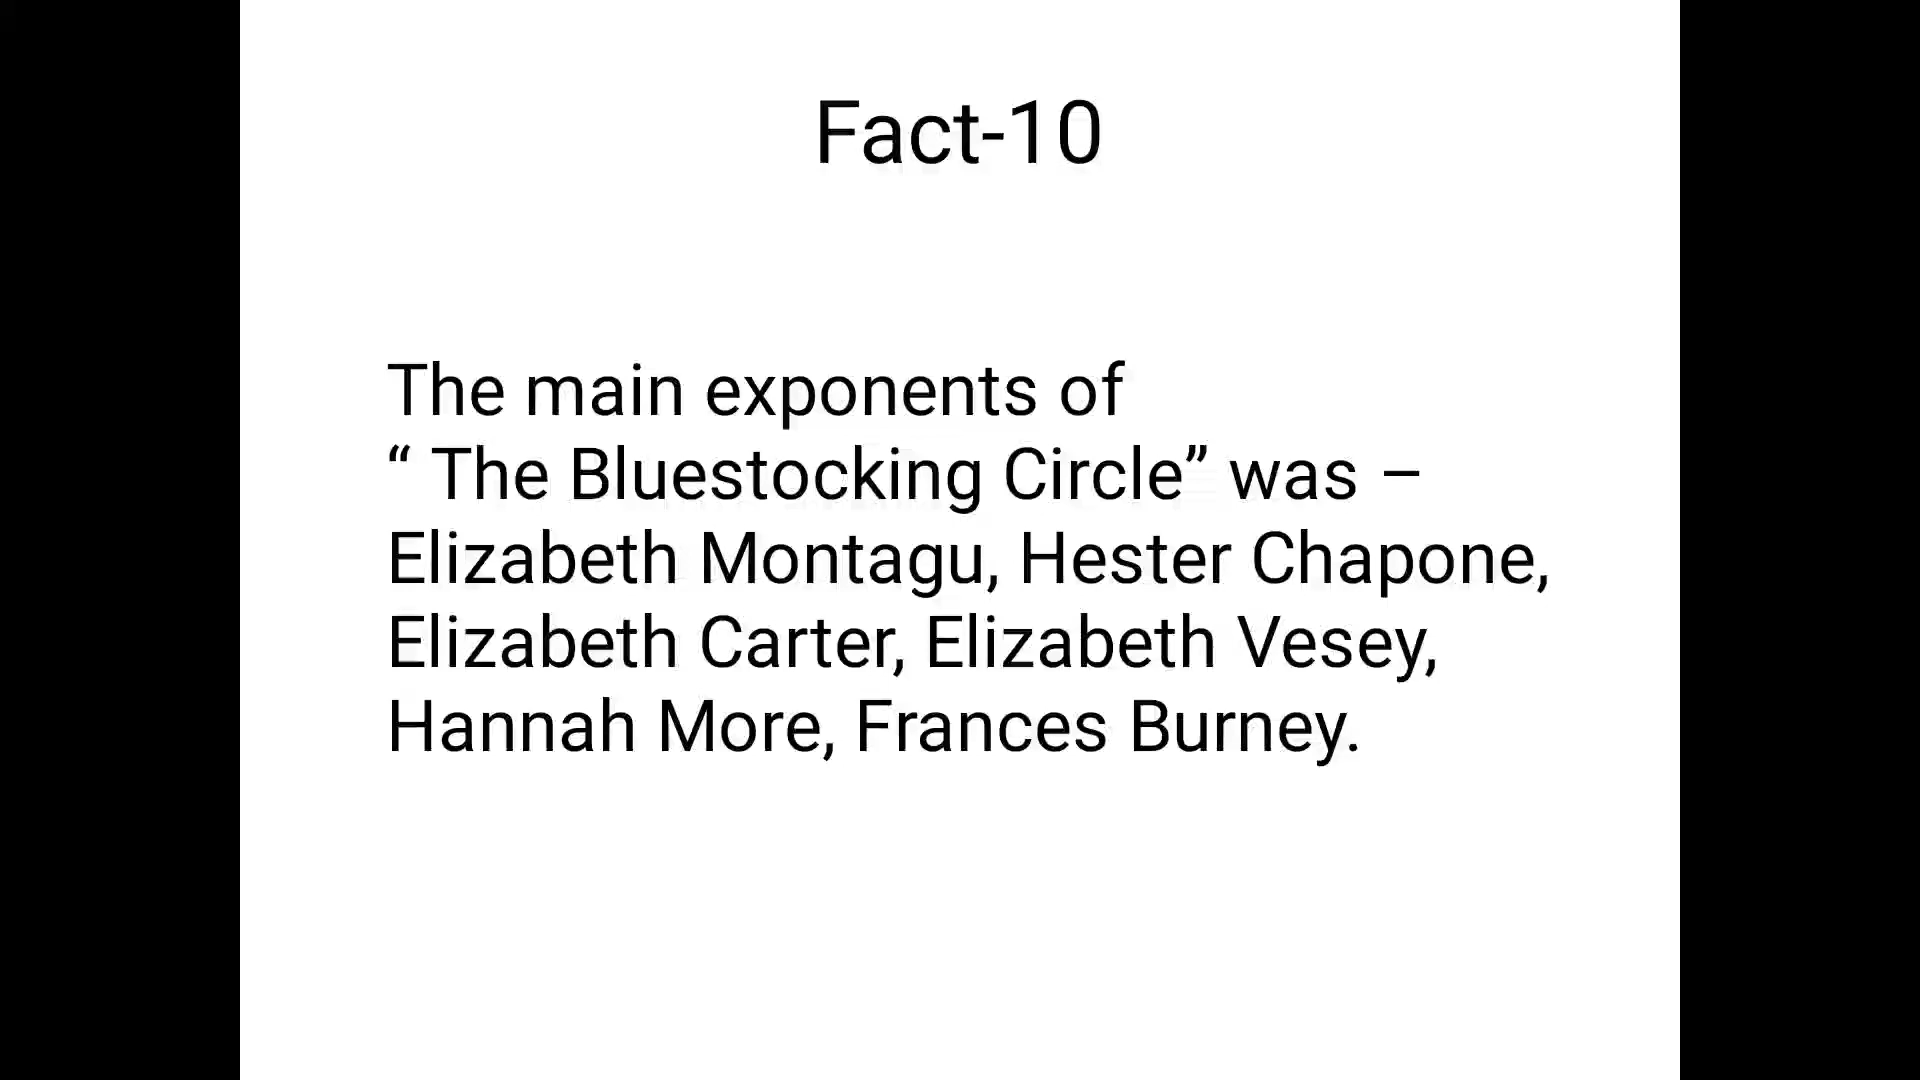 Fact-10
The main exponents of
“ The Bluestocking Circle” was –
Elizabeth Montagu, Hester Chapone,
Elizabeth Carter, Elizabeth Vesey,
Hannah More, Frances Burney.